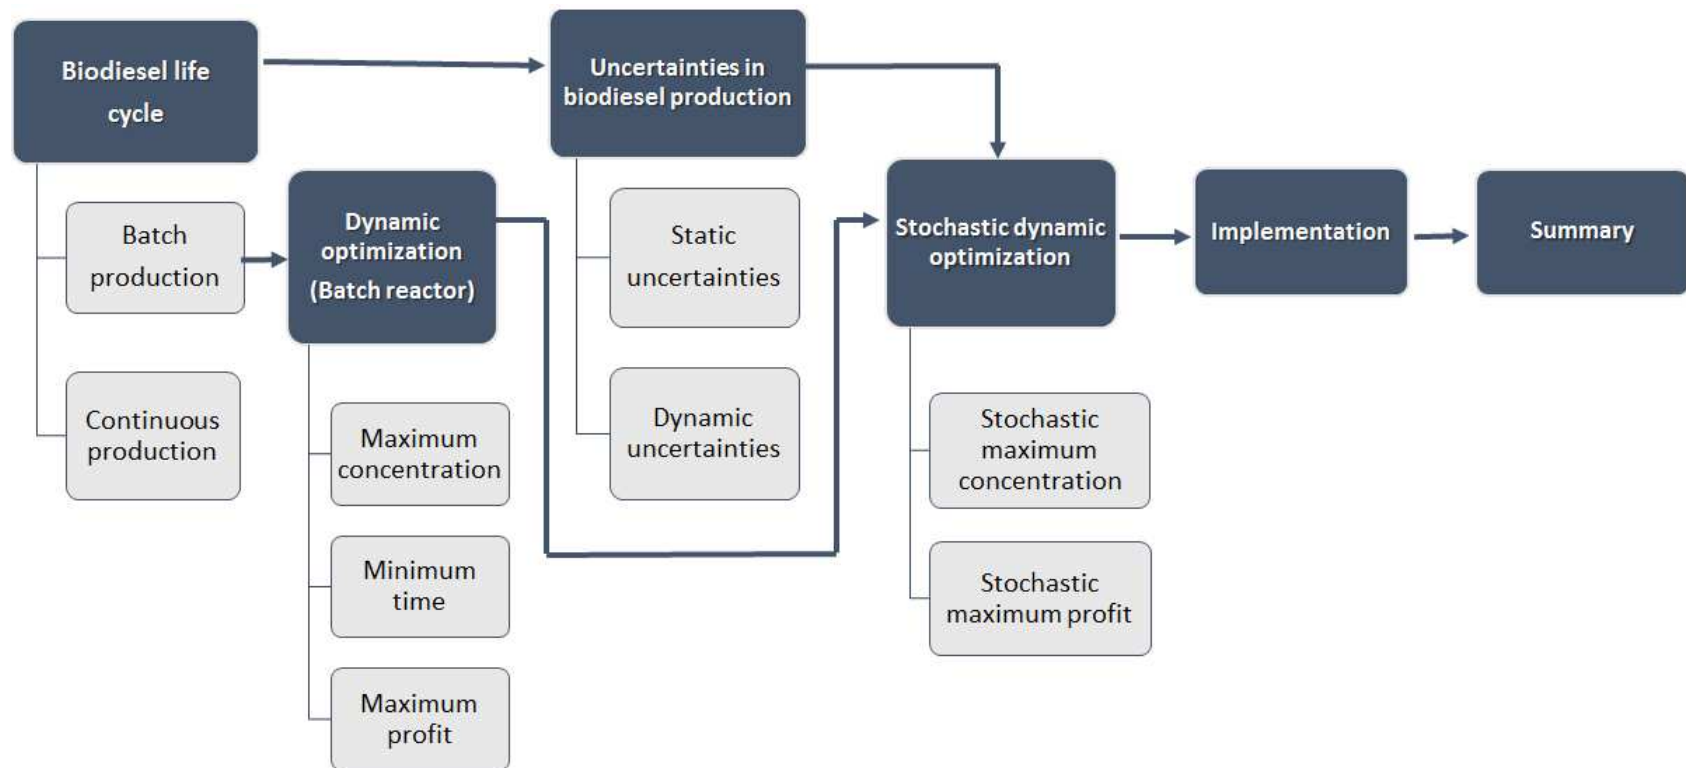 Biodiesel life
cycle
Batch
production
Continuous
production
Dynamic
optimization
(Batch reactor)
Maximum
concentration
Minimum
time
Maximum
profit
Uncertainties in
biodiesel production
Static
uncertainties
Dynamic
uncertainties
Stochastic dynamic
optimization
Stochastic
maximum
concentration
Stochastic
maximum profit
Implementation
Summary